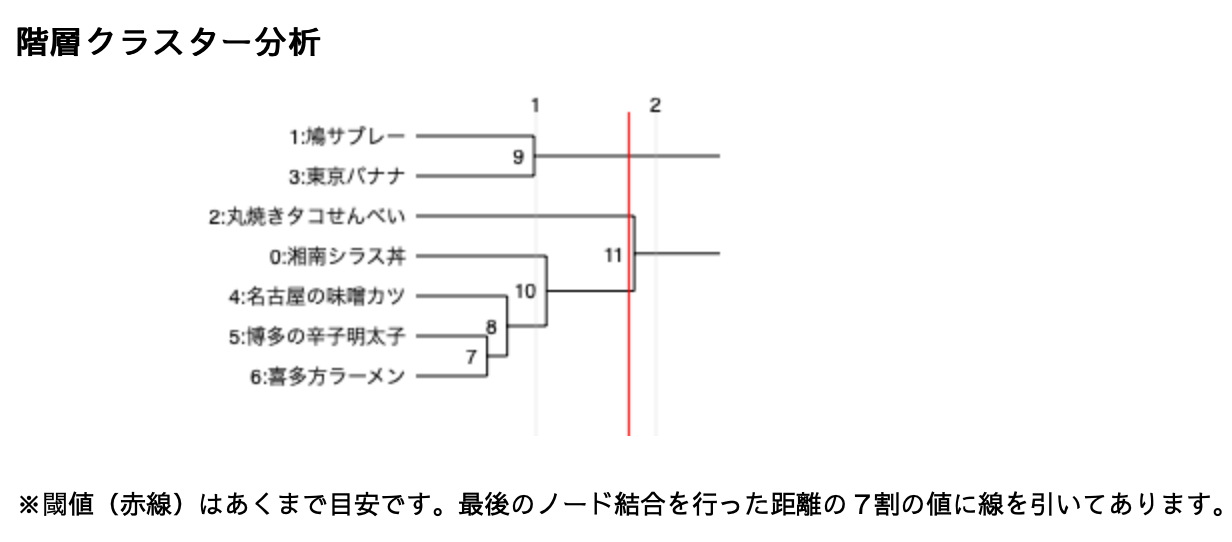 階層クラスター分析
1 2
1:鳩サブレー
9
3:東京バナナ
2:丸焼きタコせんべい
0:湘南シラス丼
11
10
4:名古屋の味噌カツ
8
5:博多の辛子明太子
7
6:喜多方ラーメン
※閾値（赤線）はあくまで目安です。最後のノード結合を行った距離の７割の値に線を引いてあります。